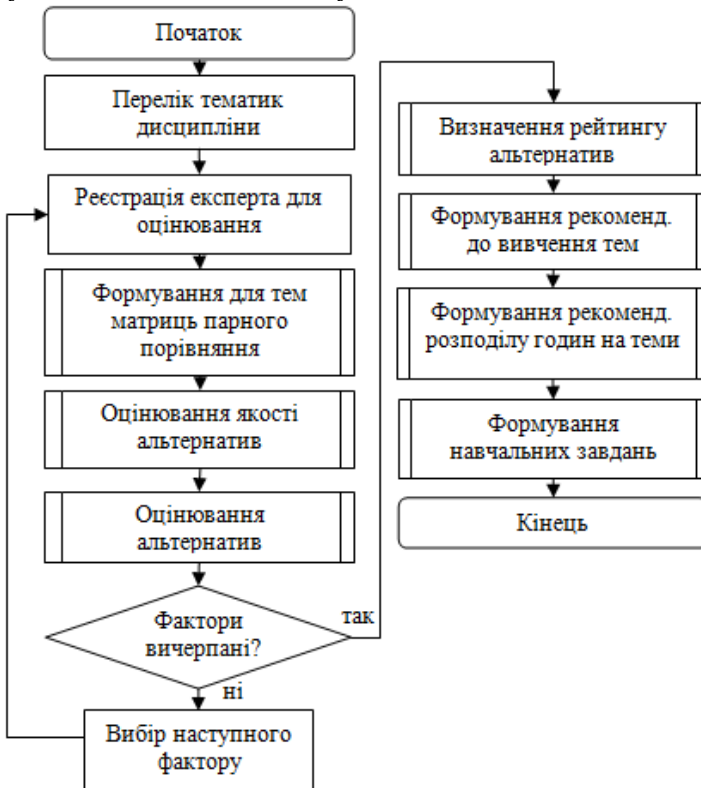 Початок
Перелік тематик
дисципліни
Реєстрація експерта для
оцінювання
Формування для тем
матриць парного
порівняння
Оцінювання якості
альтернатив
Оцінювання
альтернатив
Фактори
вичерпані?
так
ні
Вибір наступного
фактору
Визначення рейтингу
альтернатив
Формування рекоменд.
до вивчення тем
Формування рекоменд.
розподілу годин на теми
Формування
навчальних завдань
Кінець